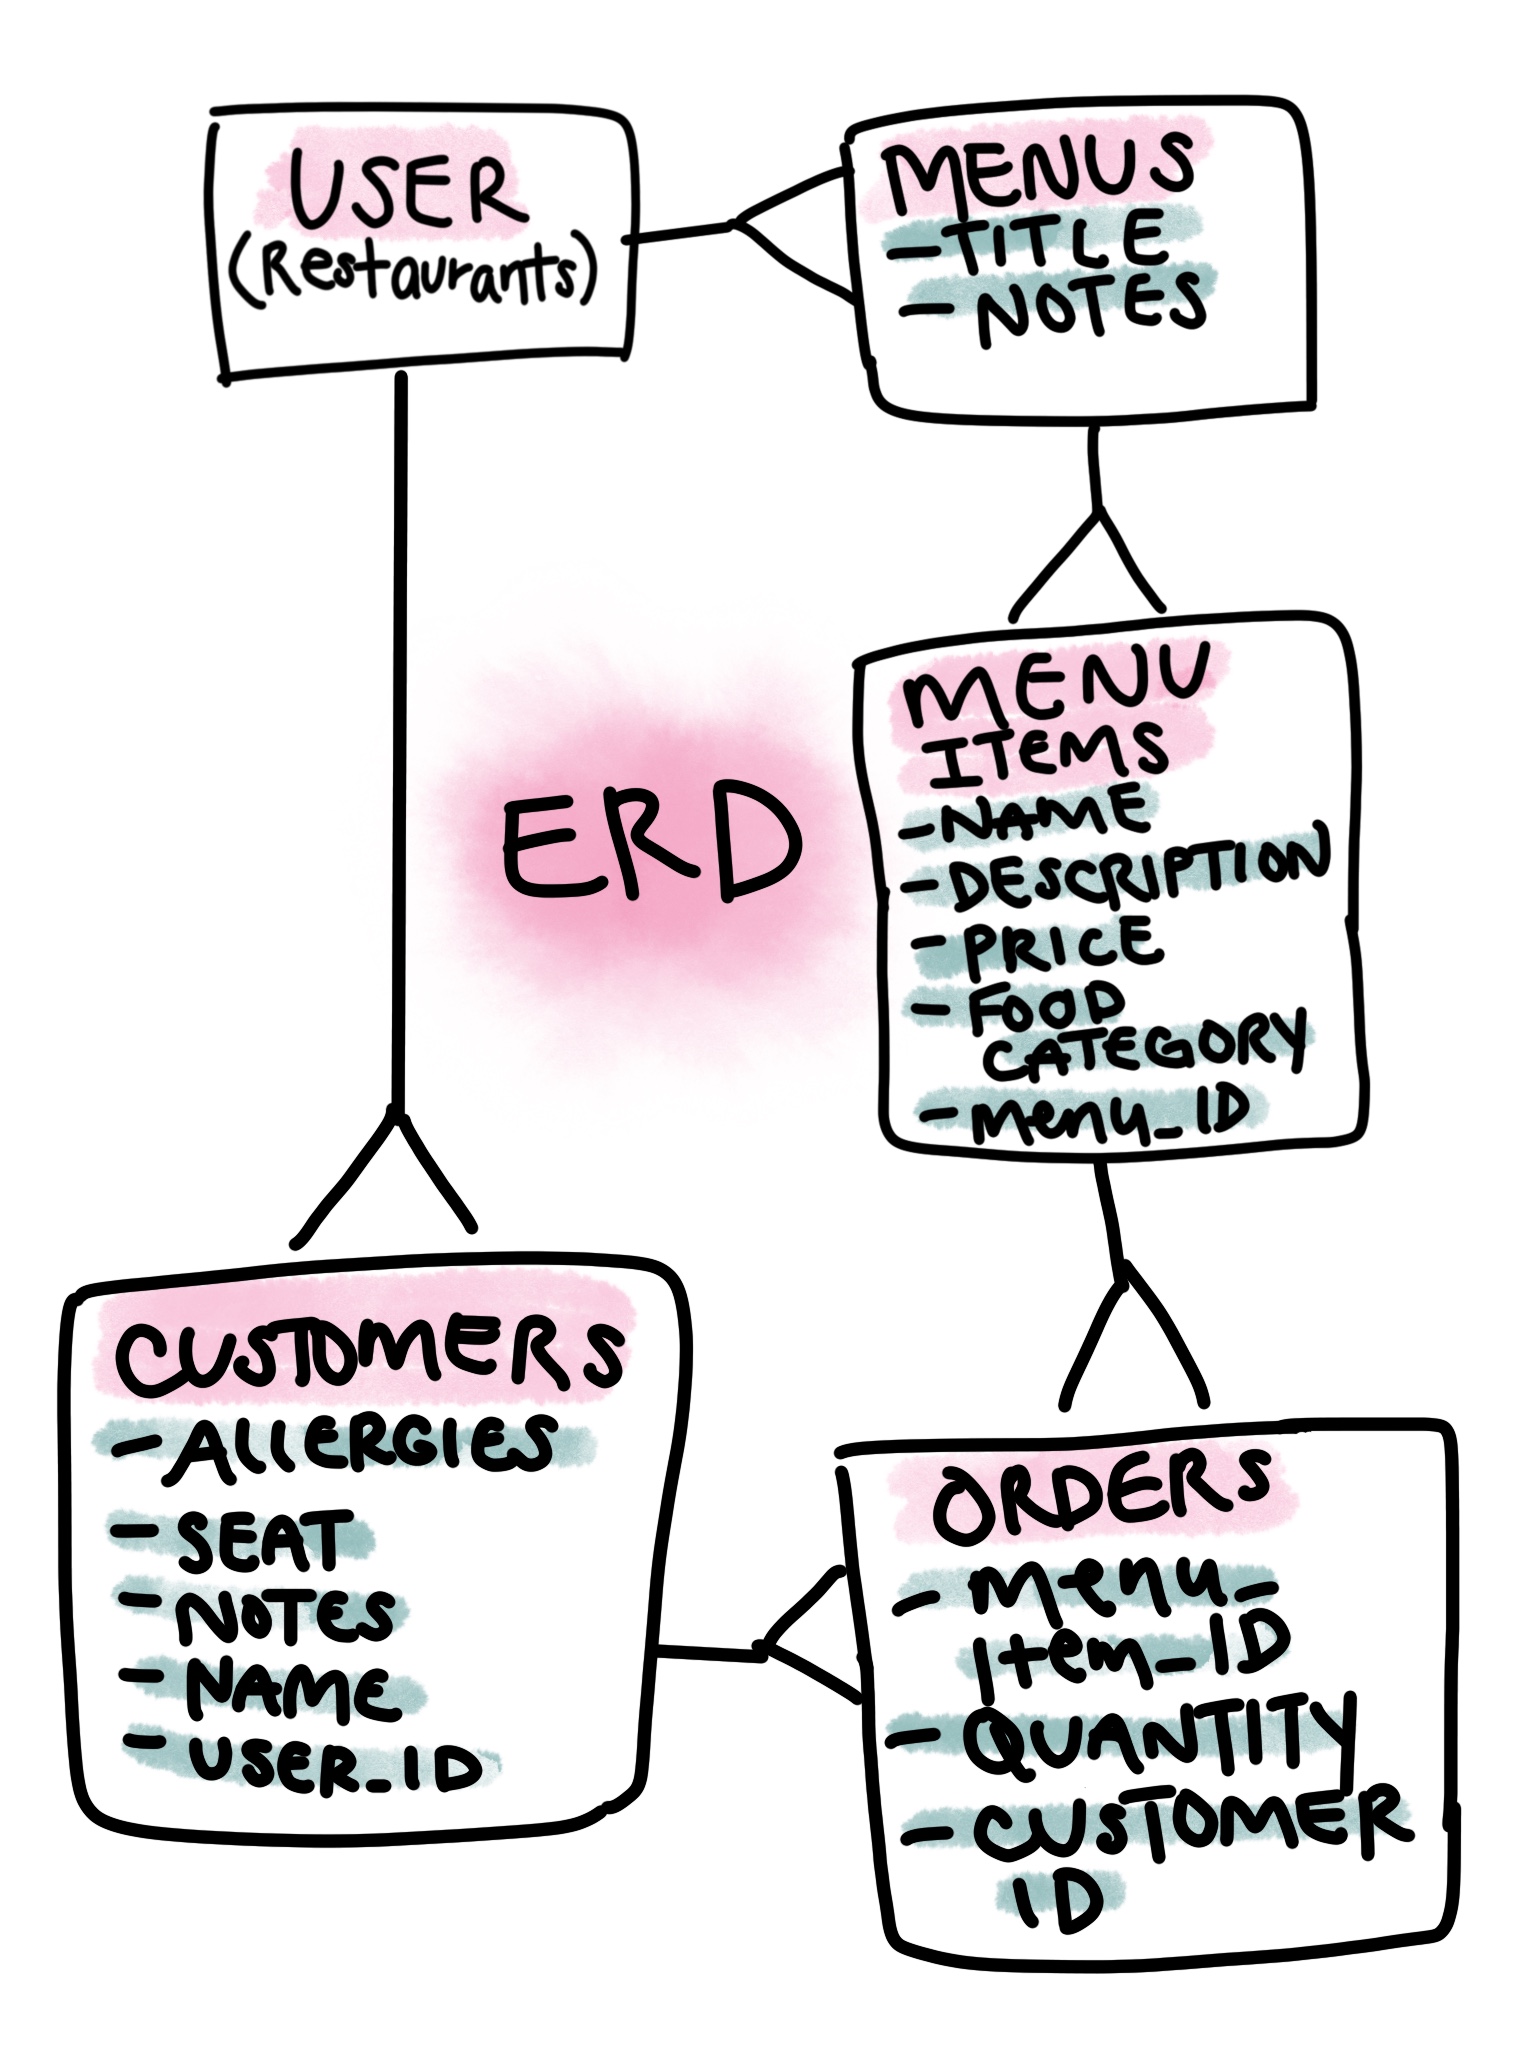 USER
(Restaurants)
MENUS
- TITLE
- NOTES
ERD
MENU
ITEMS
- NAME
- DESCRIPTION
- PRICE
- FOOD
CATEGORY
- menu_ID
CUSTOMERS
- ALLERGIES
- SEAT
- NOTES
- NAME
- USER_ID
ORDERS
- menu_
Item_ID
- QUANTITY
- CUSTOMER
ID